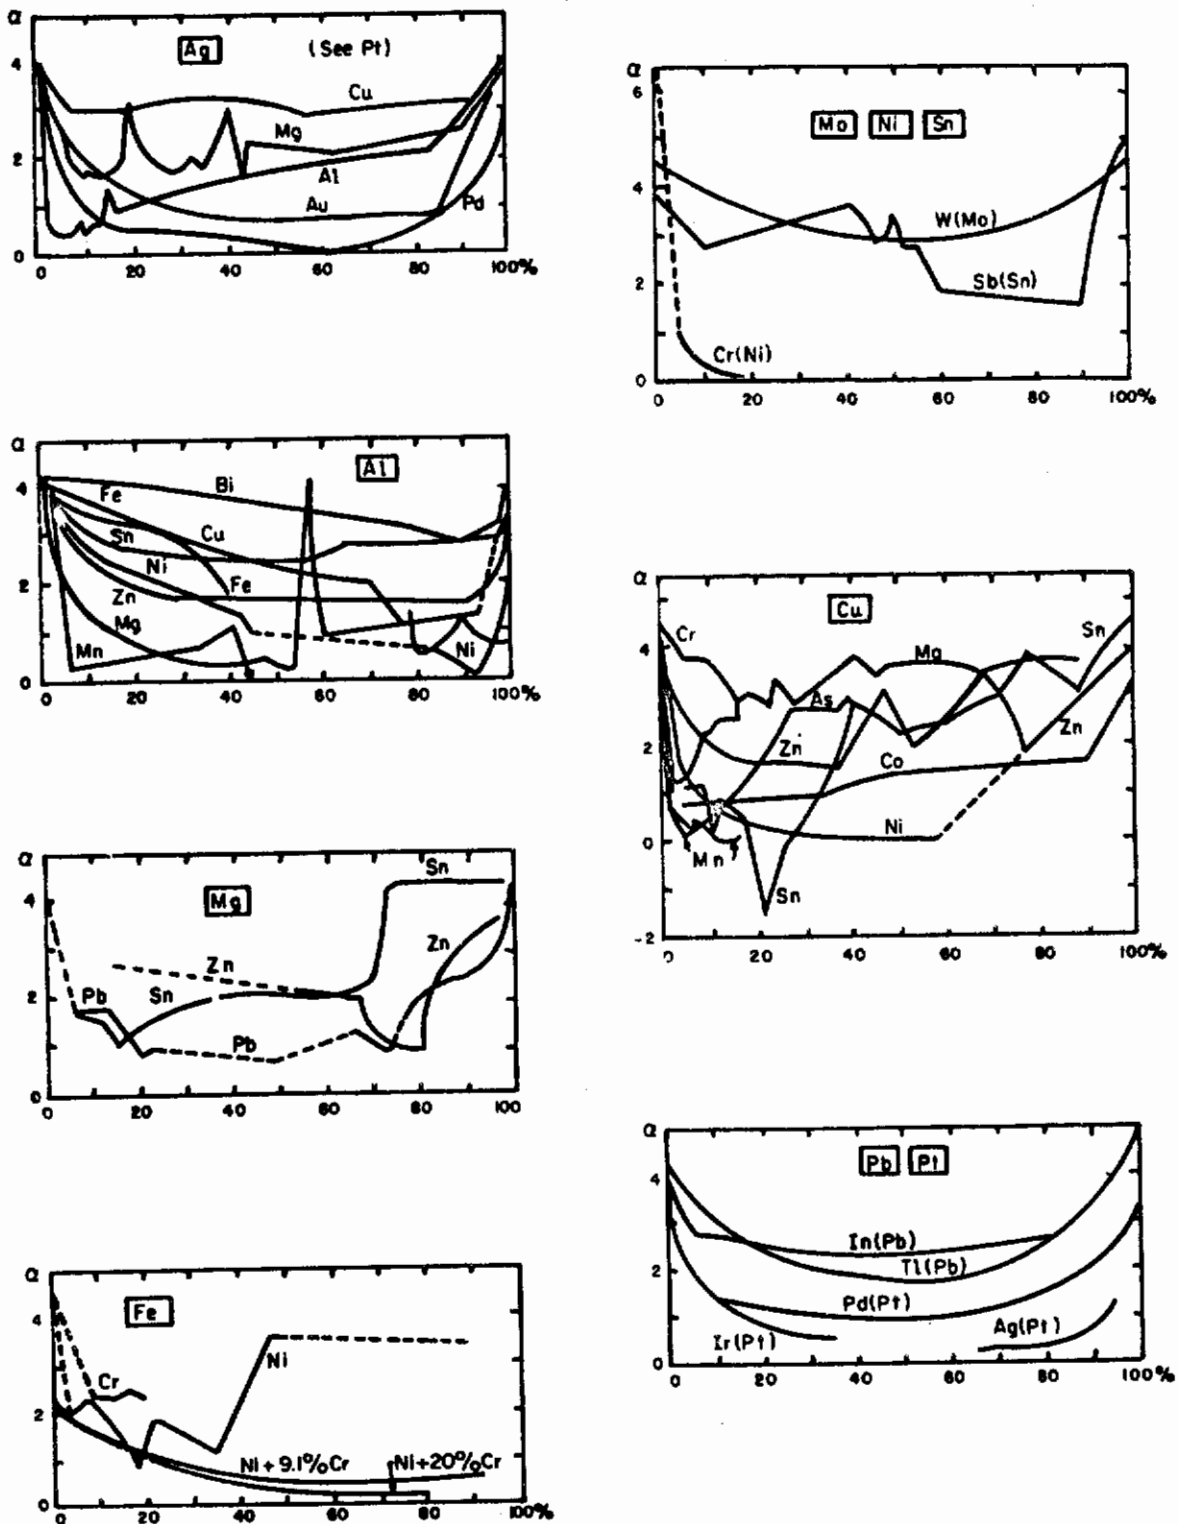 α
Ag (See Pt)
4
Cu
Mg
2
Al
Au
Pd
0
0 20 40 60 80 100%
α
Al
4
Fe
Bi
Sn
Cu
Ni
2
Fe
Zn
Mg
Mn
Ni
0
0 20 40 60 80 100%
α
Mg
Sn
4
Zn
Zn
2
Pb
Sn
Pb
0
0 20 40 60 80 100
α
Fe
4
Ni
Cr
2
Ni+9.1%Cr
Ni+20%Cr
0
0 20 40 60 80 100%
α
6
Mo Ni Sn
4
W(Mo)
2
Sb(Sn)
Cr(Ni)
0
0 20 40 60 80 100%
α
Cu
Cr
Sn
4
Mg
As
Zn
Zn
2
Co
Ni
0
Mn
Sn
-2
0 20 40 60 80 100%
α
Pb Pt
4
In(Pb)
Tl(Pb)
2
Pd(Pt)
Ag(Pt)
Ir(Pt)
0
0 20 40 60 80 100%